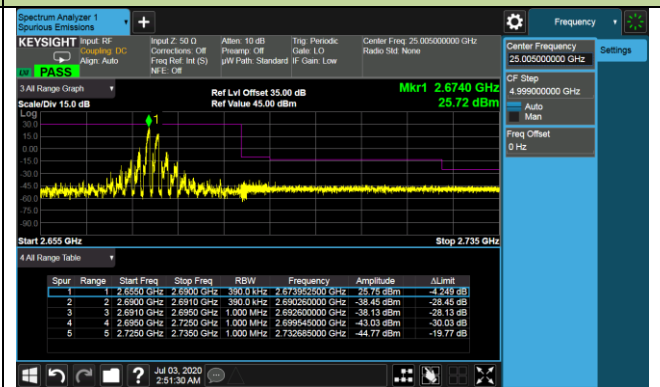 Spectrum Analyzer 1
Spurious Emissions
Frequency
KEYSIGHT
Input: RF
Coupling: DC
Align: Auto
Input Z: 50 Ω
Corrections: Off
Freq Ref: Int (S)
NFE: Off
Atten: 10 dB
Preamp: Off
µW Path: Standard
Trig: Periodic
Gate: LO
IF Gain: Low
Center Freq: 25.005000000 GHz
Radio Std: None
PASS
Center Frequency
25.005000000 GHz
Settings
CF Step
4.999000000 GHz
Auto
Man
Freq Offset
0 Hz
3 All Range Graph
Scale/Div 15.0 dB
Ref Lvl Offset 35.00 dB
Ref Value 45.00 dBm
Mkr1 2.6740 GHz
25.72 dBm
Log
30.0
15.0
0.00
-15.0
-30.0
-45.0
-60.0
-75.0
-90.0
1
Start 2.655 GHz
Stop 2.735 GHz
4 All Range Table
Spur Range Start Freq Stop Freq RBW Frequency Amplitude ΔLimit
1 1 2.6550 GHz 2.6900 GHz 390.0 kHz 2.673952500 GHz 25.75 dBm -4.249 dB
2 2 2.6900 GHz 2.6910 GHz 390.0 kHz 2.690260000 GHz -38.45 dBm -28.45 dB
3 3 2.6910 GHz 2.6950 GHz 1.000 MHz 2.692600000 GHz -38.13 dBm -28.13 dB
4 4 2.6950 GHz 2.7250 GHz 1.000 MHz 2.699545000 GHz -43.03 dBm -30.03 dB
5 5 2.7250 GHz 2.7350 GHz 1.000 MHz 2.732685000 GHz -44.77 dBm -19.77 dB
Jul 03, 2020
2:51:30 AM